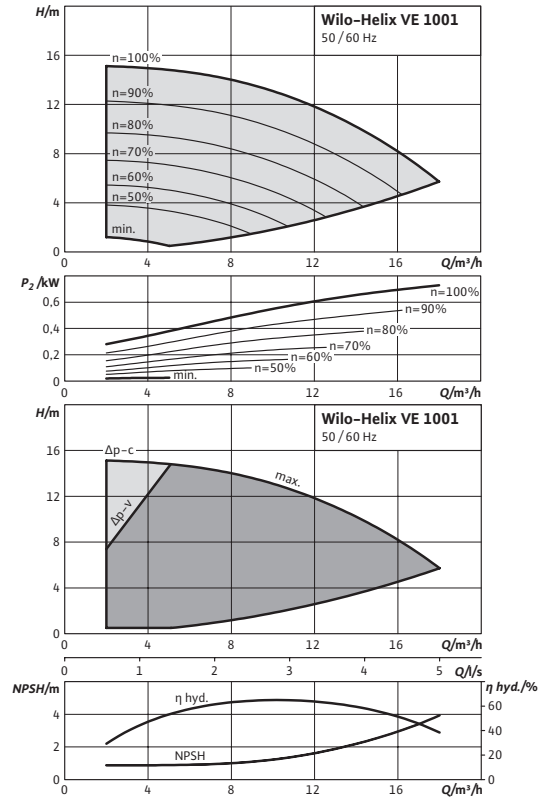 H/m
Wilo-Helix VE 1001
50/60 Hz
16
n=100%
n=90%
12
n=80%
8
n=70%
n=60%
4
n=50%
min.
0
0 4 8 12 16 Q/m³/h
P₂/kW
n=100%
0,6
n=90%
0,4
n=80%
n=70%
0,2
n=60%
min.
n=50%
0
0 4 8 12 16 Q/m³/h
H/m
Wilo-Helix VE 1001
50/60 Hz
16
Δp-c
max.
12
Δp-v
8
4
0
0 4 8 12 16 Q/m³/h
0 1 2 3 4 5 Q/l/s
NPSH/m
η hyd./%
η hyd.
60
4
40
2
NPSH
20
0
0
0 4 8 12 16 Q/m³/h